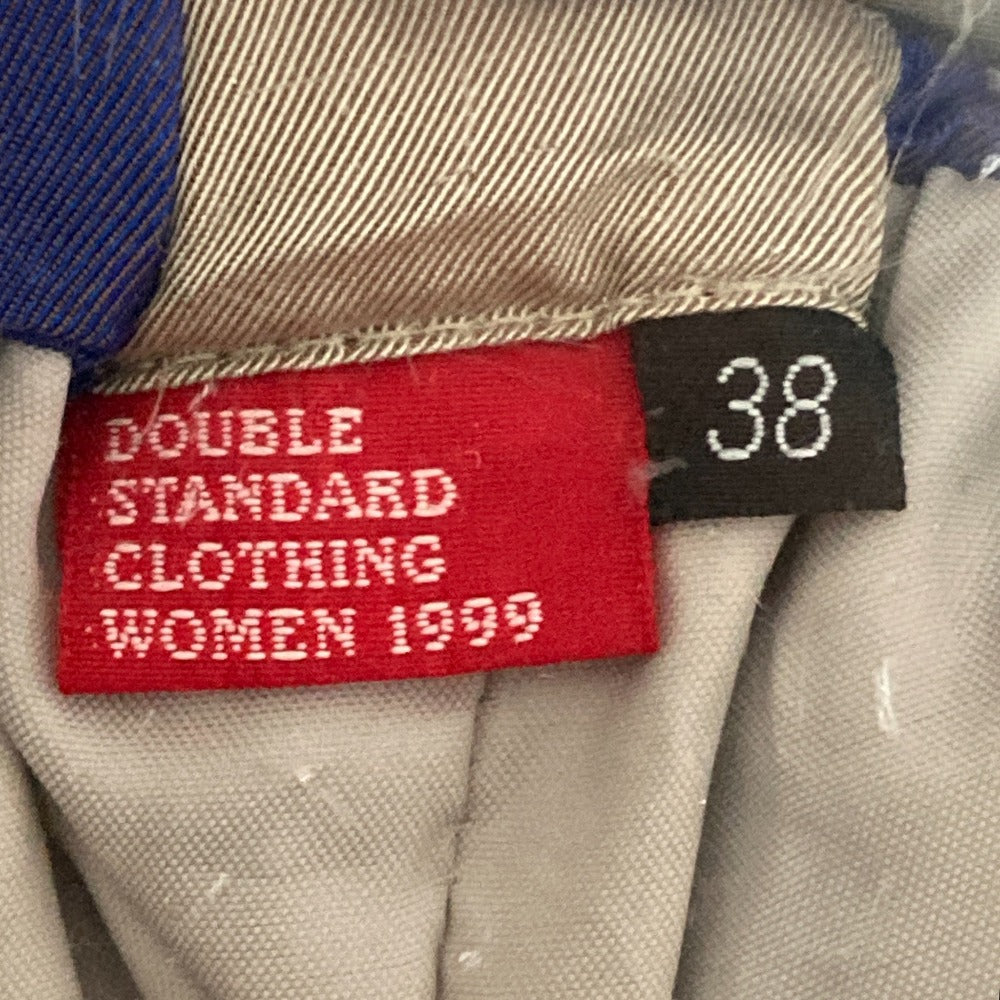 DOUBLE
STANDARD
CLOTHING
WOMEN 1999
38